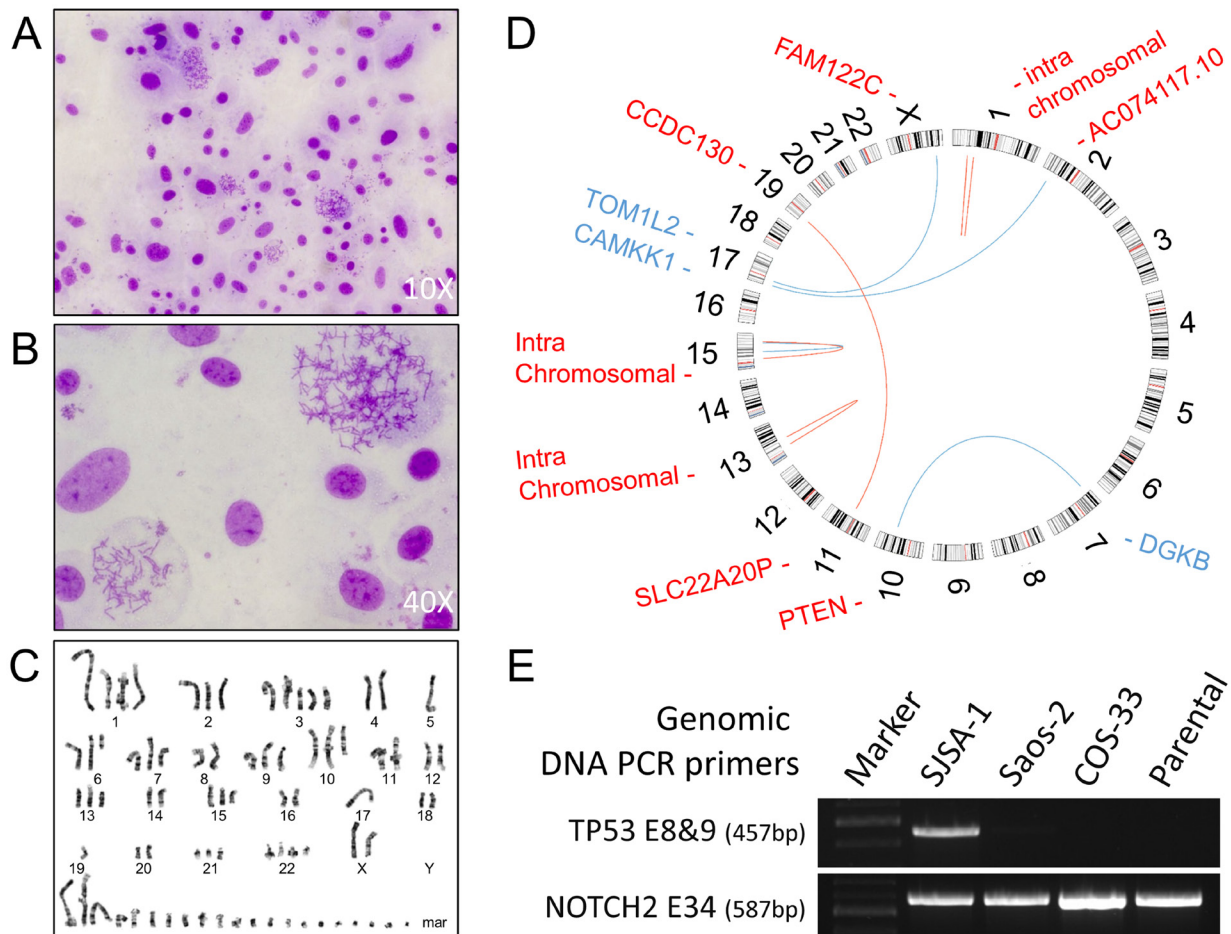 A
10X
B
40X
C
1
2
3
4
5
6
7
8
9
10
11
12
13
14
15
16
17
18
19
20
21
22
X
Y
mar
D
FAM122C -
- intra
chromosomal
- AC074117.10
CCDC130 -
TOM1L2 -
CAMKK1 -
Intra
Chromosomal -
Intra
Chromosomal -
SLC22A20P -
PTEN -
- DGKB
1
2
3
4
5
6
7
8
9
10
11
12
13
14
15
16
17
18
19
20
21
22
X
E
Genomic
DNA PCR primers
Marker
SJSA-1
Saos-2
COS-33
Parental
TP53 E8&9 (457bp)
NOTCH2 E34 (587bp)